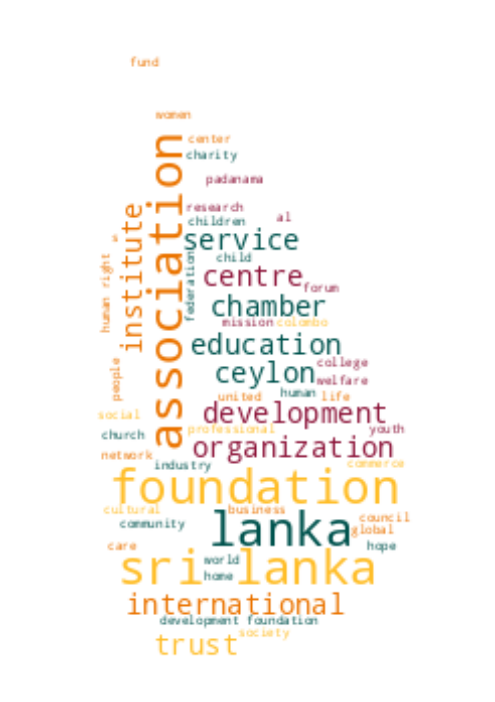 fund
women
center
charity
association
padanama
research
al
children
institute
service
child
federation
human right
centre
forum
chamber
mission
colombo
education
college
ceylon
welfare
people
human
united
life
development
social
professional
youth
church
organization
network
industry
commerce
foundation
cultural
business
council
community
lanka
global
care
hope
world
sri lanka
home
international
development foundation
society
trust